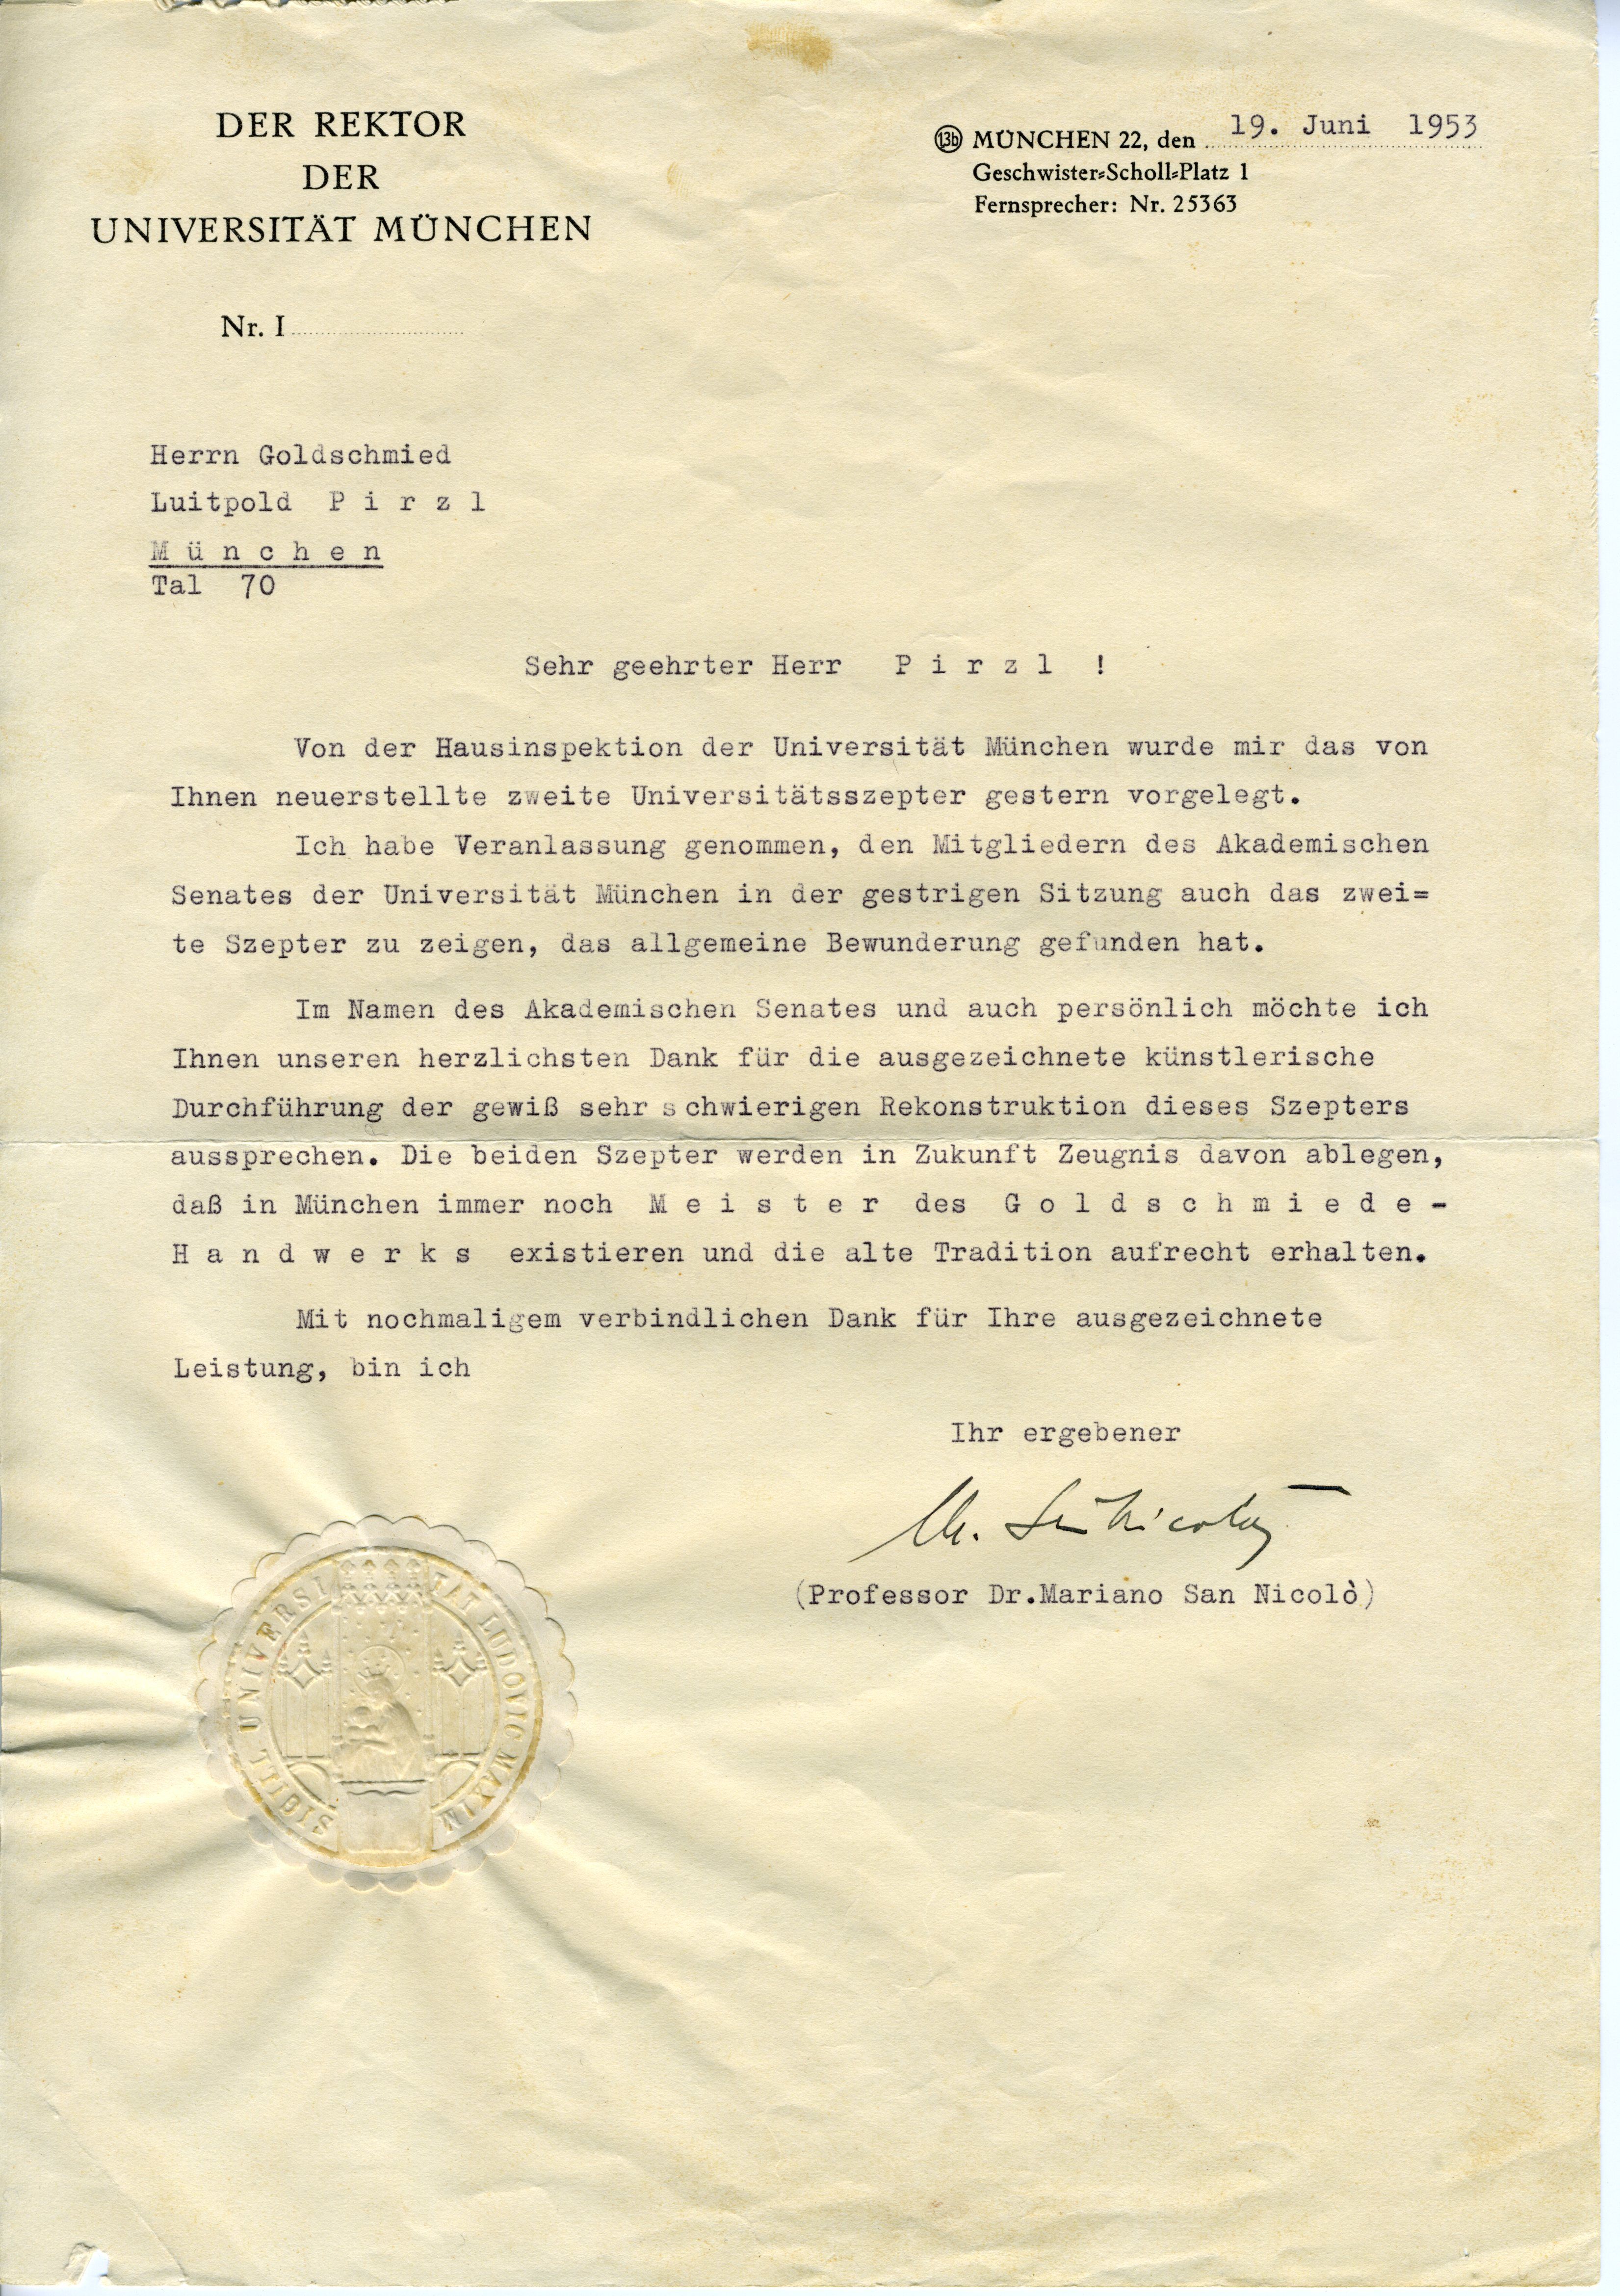 DER REKTOR
DER
UNIVERSITÄT MÜNCHEN
Nr. I
13b MÜNCHEN 22, den 19. Juni 1953
Geschwister-Scholl-Platz 1
Fernsprecher: Nr. 25363
Herrn Goldschmied
Luitpold P i r z l
M ü n c h e n
Tal 70
Sehr geehrter Herr P i r z l !
Von der Hausinspektion der Universität München wurde mir das von
Ihnen neuerstellte zweite Universitätsszepter gestern vorgelegt.
Ich habe Veranlassung genommen, den Mitgliedern des Akademischen
Senates der Universität München in der gestrigen Sitzung auch das zwei=
te Szepter zu zeigen, das allgemeine Bewunderung gefunden hat.
Im Namen des Akademischen Senates und auch persönlich möchte ich
Ihnen unseren herzlichsten Dank für die ausgezeichnete künstlerische
Durchführung der gewiß sehr schwierigen Rekonstruktion dieses Szepters
aussprechen. Die beiden Szepter werden in Zukunft Zeugnis davon ablegen,
daß in München immer noch M e i s t e r des G o l d s c h m i e d e -
H a n d w e r k s existieren und die alte Tradition aufrecht erhalten.
Mit nochmaligem verbindlichen Dank für Ihre ausgezeichnete
Leistung, bin ich
Ihr ergebener
M. San Nicolò
(Professor Dr.Mariano San Nicolò)
SIGILL UNIVERSITAT LUDOVIC MAXIM